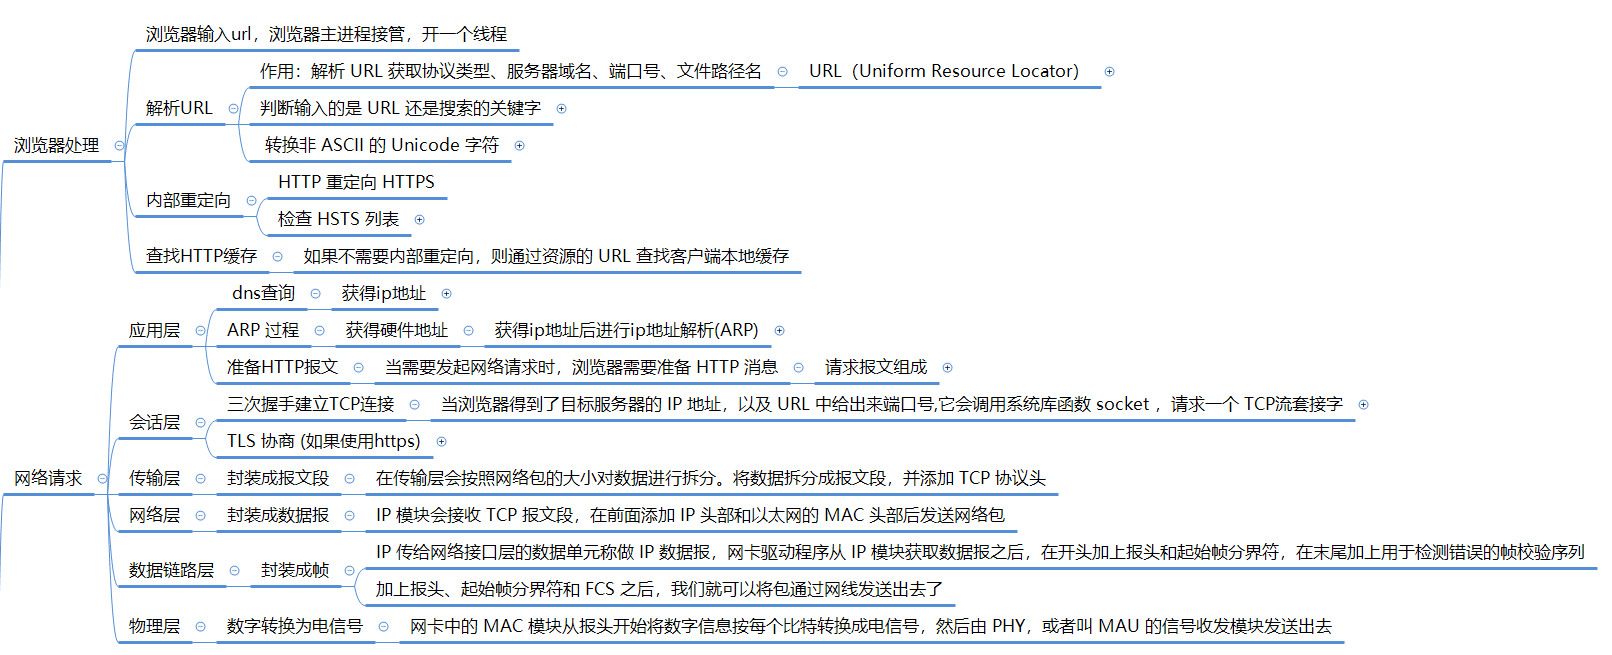 浏览器输入url，浏览器主进程接管，开一个线程
作用：解析 URL 获取协议类型、服务器域名、端口号、文件路径名
URL（Uniform Resource Locator）
解析URL
判断输入的是 URL 还是搜索的关键字
浏览器处理
转换非 ASCII 的 Unicode 字符
HTTP 重定向 HTTPS
内部重定向
检查 HSTS 列表
查找HTTP缓存
如果不需要内部重定向，则通过资源的 URL 查找客户端本地缓存
dns查询
获得ip地址
应用层
ARP 过程
获得硬件地址
获得ip地址后进行ip地址解析(ARP)
准备HTTP报文
当需要发起网络请求时，浏览器需要准备 HTTP 消息
请求报文组成
三次握手建立TCP连接
当浏览器得到了目标服务器的 IP 地址，以及 URL 中给出来端口号,它会调用系统库函数 socket ，请求一个 TCP流套接字
会话层
TLS 协商 (如果使用https)
网络请求
传输层
封装成报文段
在传输层会按照网络包的大小对数据进行拆分。将数据拆分成报文段，并添加 TCP 协议头
网络层
封装成数据报
IP 模块会接收 TCP 报文段，在前面添加 IP 头部和以太网的 MAC 头部后发送网络包
IP 传给网络接口层的数据单元称做 IP 数据报，网卡驱动程序从 IP 模块获取数据报之后，在开头加上报头和起始帧分界符，在末尾加上用于检测错误的帧校验序列
数据链路层
封装成帧
加上报头、起始帧分界符和 FCS 之后，我们就可以将包通过网线发送出去了
物理层
数字转换为电信号
网卡中的 MAC 模块从报头开始将数字信息按每个比特转换成电信号，然后由 PHY，或者叫 MAU 的信号收发模块发送出去